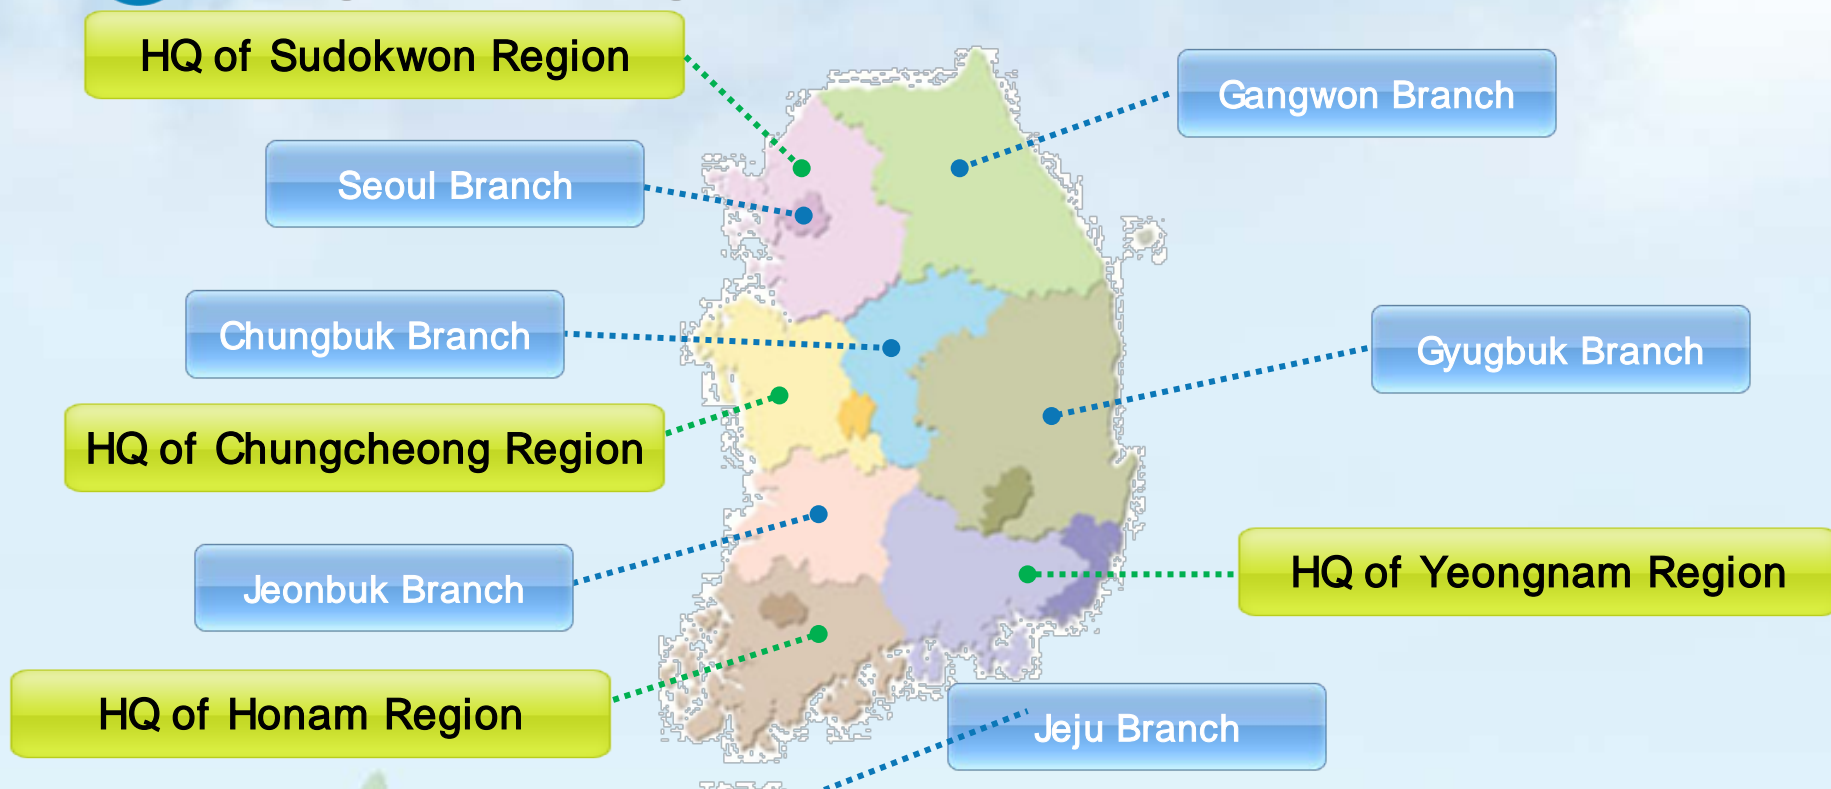 HQ of Sudokwon Region
Gangwon Branch
Seoul Branch
Chungbuk Branch
Gyugbuk Branch
HQ of Chungcheong Region
Jeonbuk Branch
HQ of Yeongnam Region
HQ of Honam Region
Jeju Branch